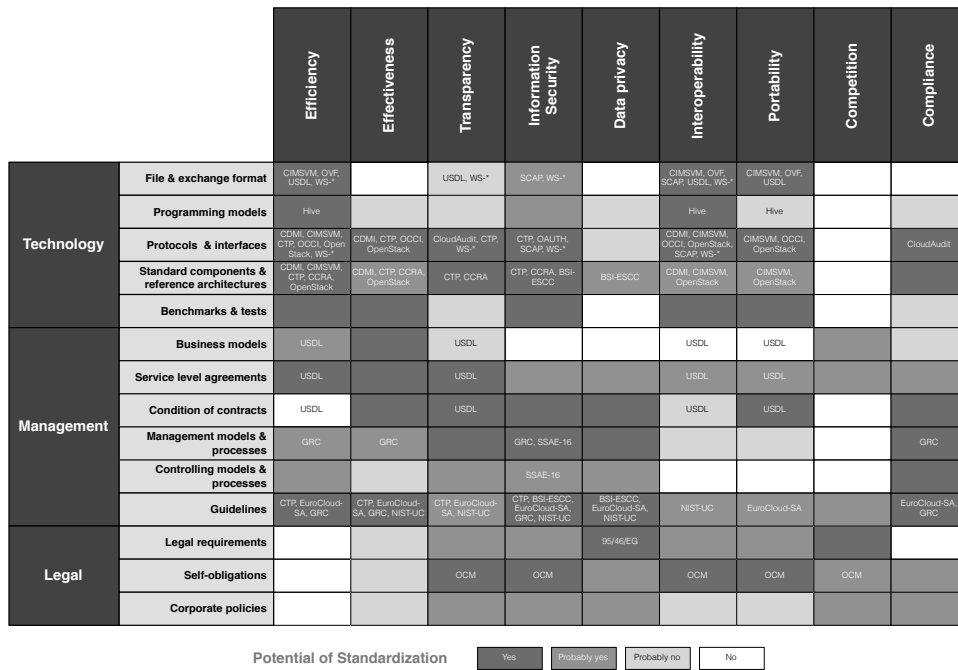 Efficiency
Effectiveness
Transparency
Information
Security
Data privacy
Interoperability
Portability
Competition
Compliance
Technology
File & exchange format
CIMSVM, OVF,
USDL, WS-*
USDL, WS-*
SCAP, WS-*
CIMSVM, OVF,
SCAP, USDL, WS-*
CIMSVM, OVF,
USDL
Programming models
Hive
Hive
Hive
Protocols & interfaces
CDMI, CIMSVM,
CTP, OCCI, Open
Stack, WS-*
CDMI, CTP, OCCI,
OpenStack
CloudAudit, CTP,
WS-*
CTP, OAUTH,
SCAP, WS-*
CDMI, CIMSVM,
OCCI, OpenStack,
SCAP, WS-*
CIMSVM, OCCI,
OpenStack
CloudAudit
Standard components &
reference architectures
CDMI, CIMSVM,
CTP, CCRA,
OpenStack
CDMI, CTP, CCRA,
OpenStack
CTP, CCRA
CTP, CCRA, BSI-
ESCC
BSI-ESCC
CDMI, CIMSVM,
OpenStack
CIMSVM,
OpenStack
Benchmarks & tests
Management
Business models
USDL
USDL
USDL
USDL
Service level agreements
USDL
USDL
USDL
USDL
Condition of contracts
USDL
USDL
USDL
USDL
Management models &
processes
GRC
GRC
GRC, SSAE-16
GRC
Controlling models &
processes
SSAE-16
Guidelines
CTP, EuroCloud-
SA, GRC
CTP, EuroCloud-
SA, GRC, NIST-UC
CTP, EuroCloud-
SA, NIST-UC
CTP, BSI-ESCC,
EuroCloud-SA,
GRC, NIST-UC
BSI-ESCC,
EuroCloud-SA,
NIST-UC
NIST-UC
EuroCloud-SA
EuroCloud-SA,
GRC
Legal
Legal requirements
95/46/EG
Self-obligations
OCM
OCM
OCM
OCM
OCM
Corporate policies
Potential of Standardization
Yes
Probably yes
Probably no
No